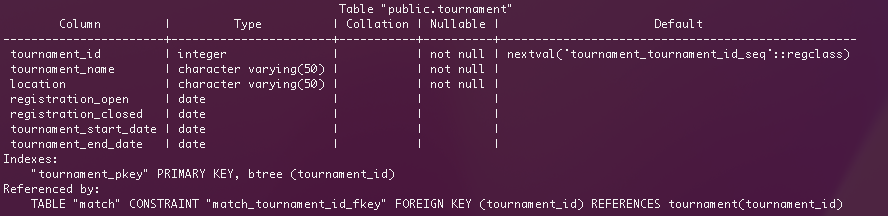 Table "public.tournament"
Column | Type | Collation | Nullable | Default
-----------------------+-----------------------+-----------+----------+---------------------------------------------------
tournament_id | integer | | not null | nextval('tournament_tournament_id_seq'::regclass)
tournament_name | character varying(50) | | not null |
location | character varying(50) | | not null |
registration_open | date | | |
registration_closed | date | | |
tournament_start_date | date | | |
tournament_end_date | date | | |
Indexes:
"tournament_pkey" PRIMARY KEY, btree (tournament_id)
Referenced by:
TABLE "match" CONSTRAINT "match_tournament_id_fkey" FOREIGN KEY (tournament_id) REFERENCES tournament(tournament_id)